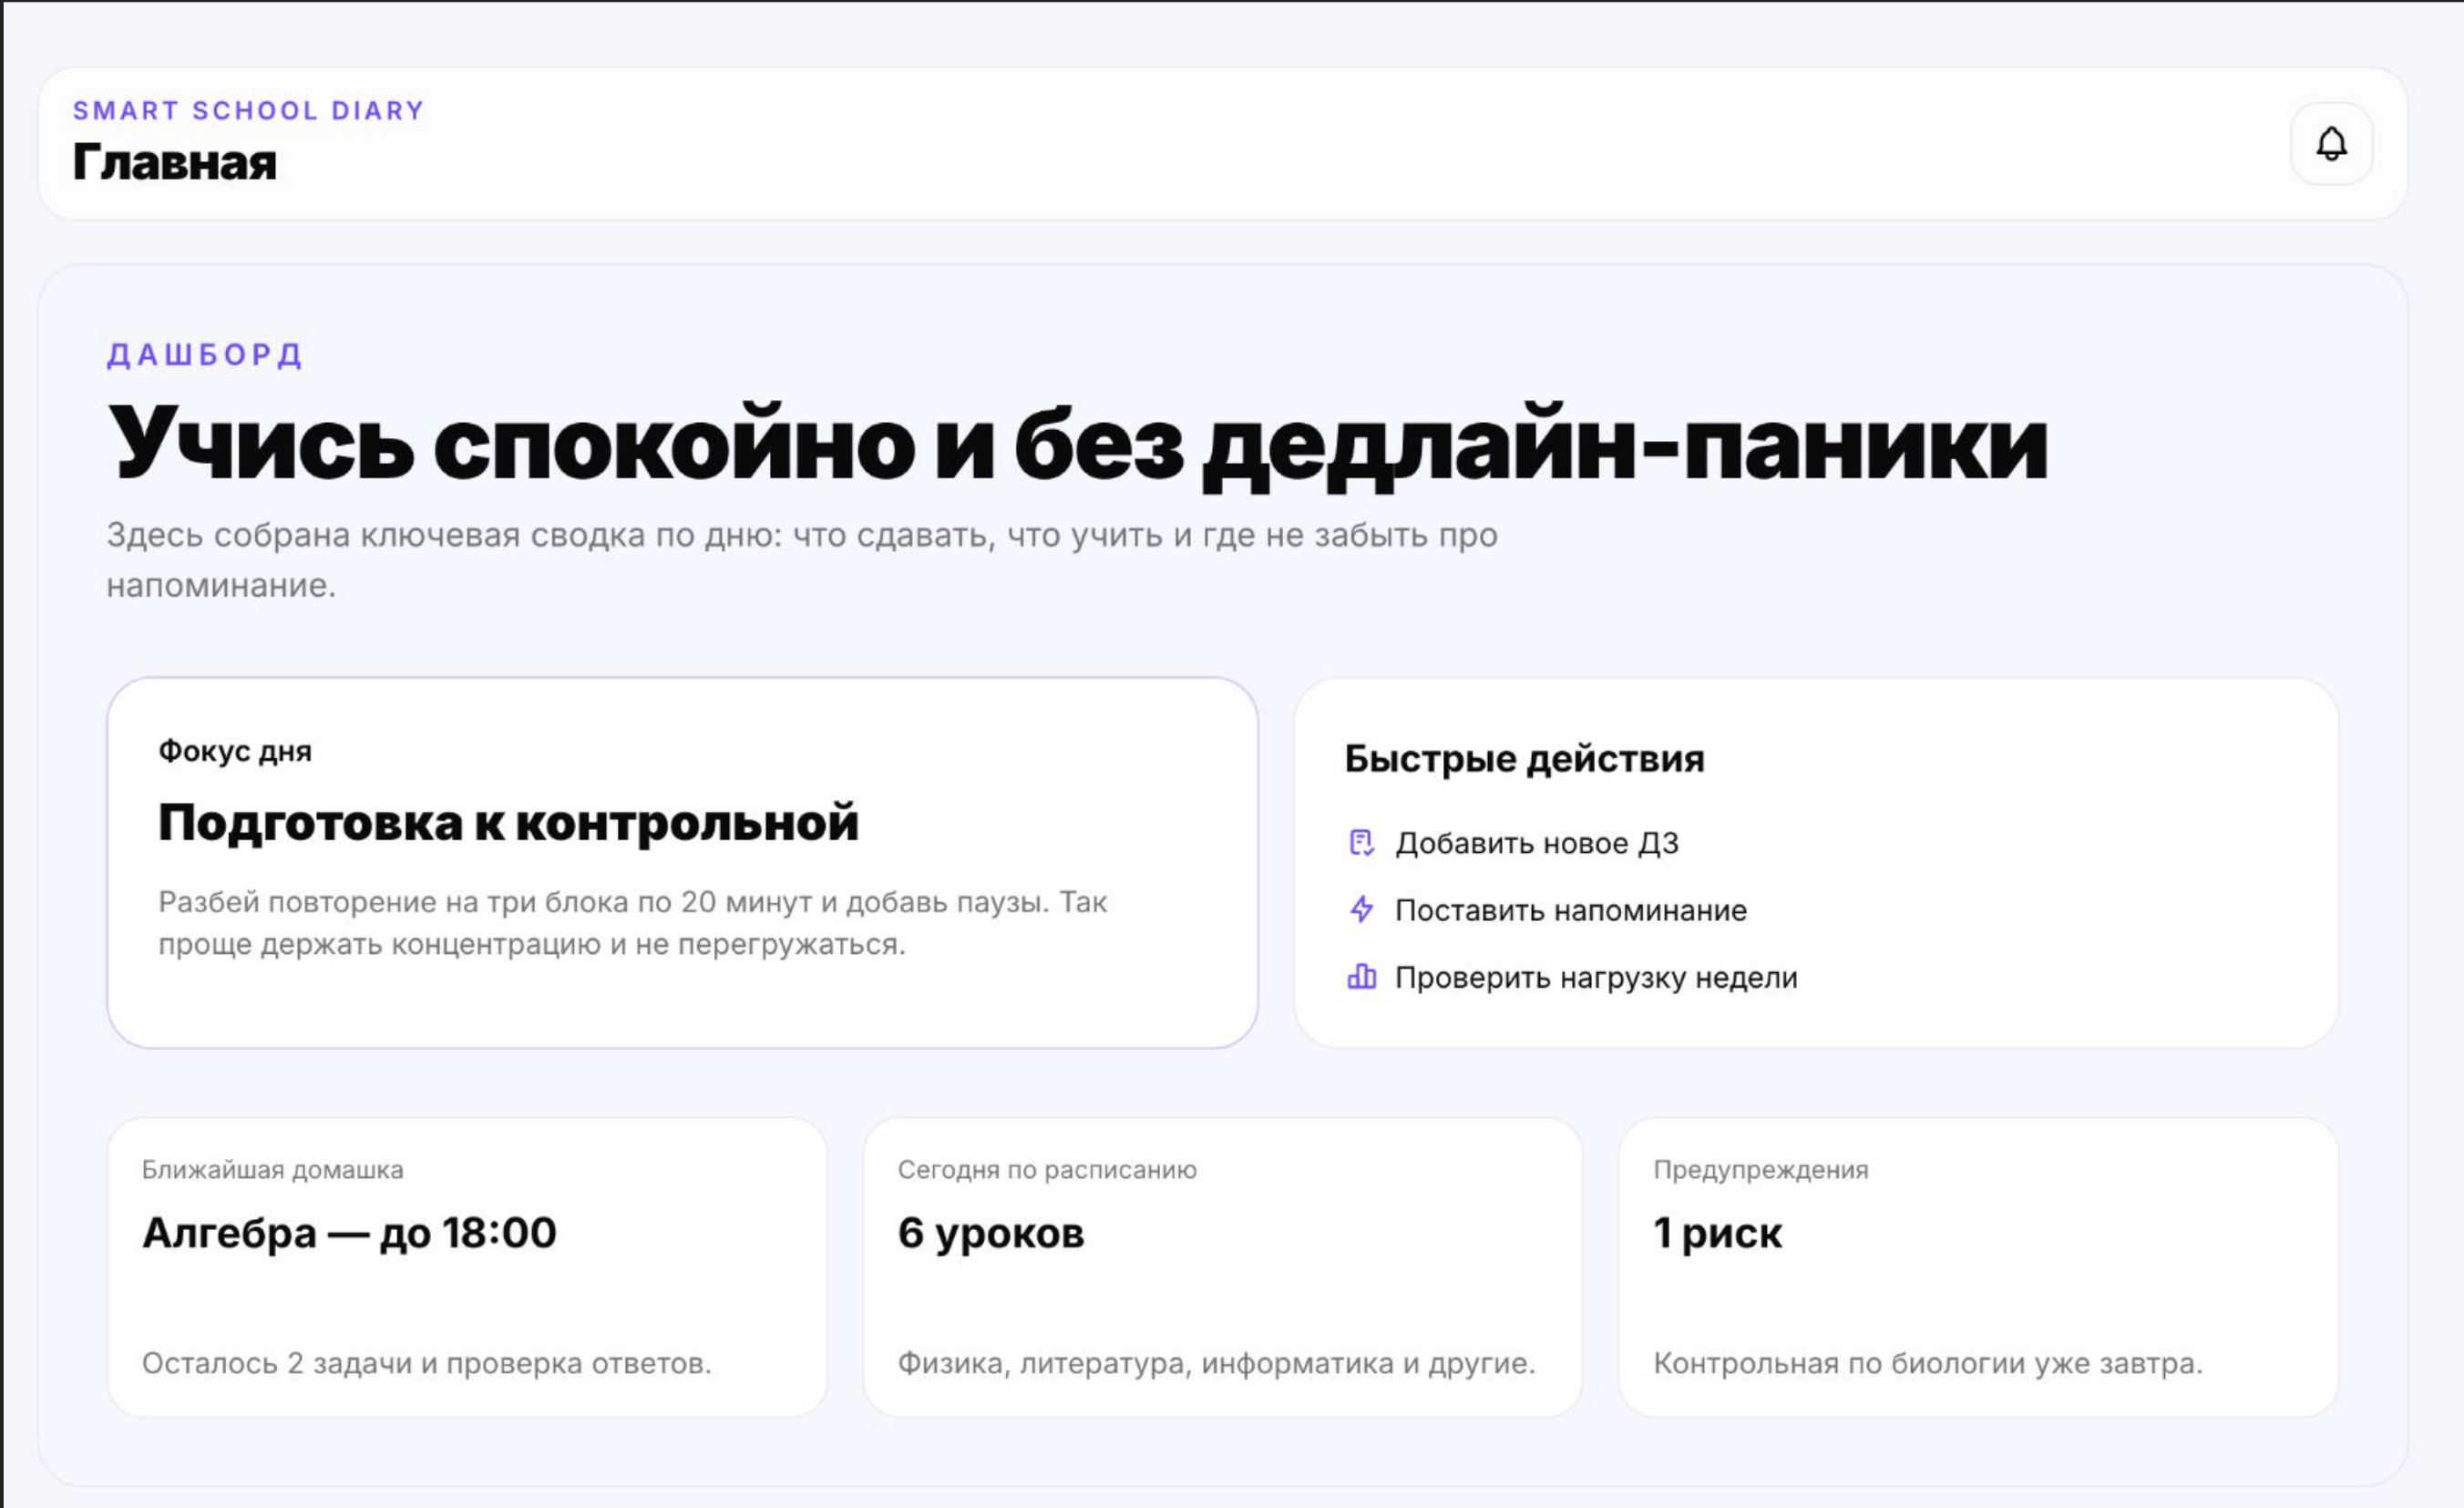 SMART SCHOOL DIARY
Главная
ДАШБОРД
Учись спокойно и без дедлайн-паники
Здесь собрана ключевая сводка по дню: что сдавать, что учить и где не забыть про
напоминание.
Фокус дня
Подготовка к контрольной
Разбей повторение на три блока по 20 минут и добавь паузы. Так
проще держать концентрацию и не перегружаться.
Быстрые действия
Добавить новое ДЗ
Поставить напоминание
Проверить нагрузку недели
Ближайшая домашка
Алгебра — до 18:00
Осталось 2 задачи и проверка ответов.
Сегодня по расписанию
6 уроков
Физика, литература, информатика и другие.
Предупреждения
1 риск
Контрольная по биологии уже завтра.